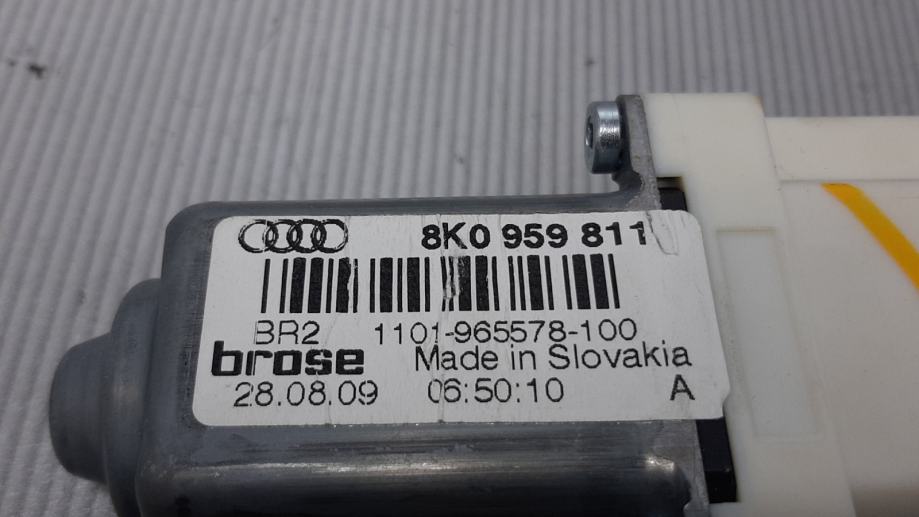 8K0 959 811
BR2 1101-965578-100
brose Made in Slovakia
28.08.09 06:50:10 A